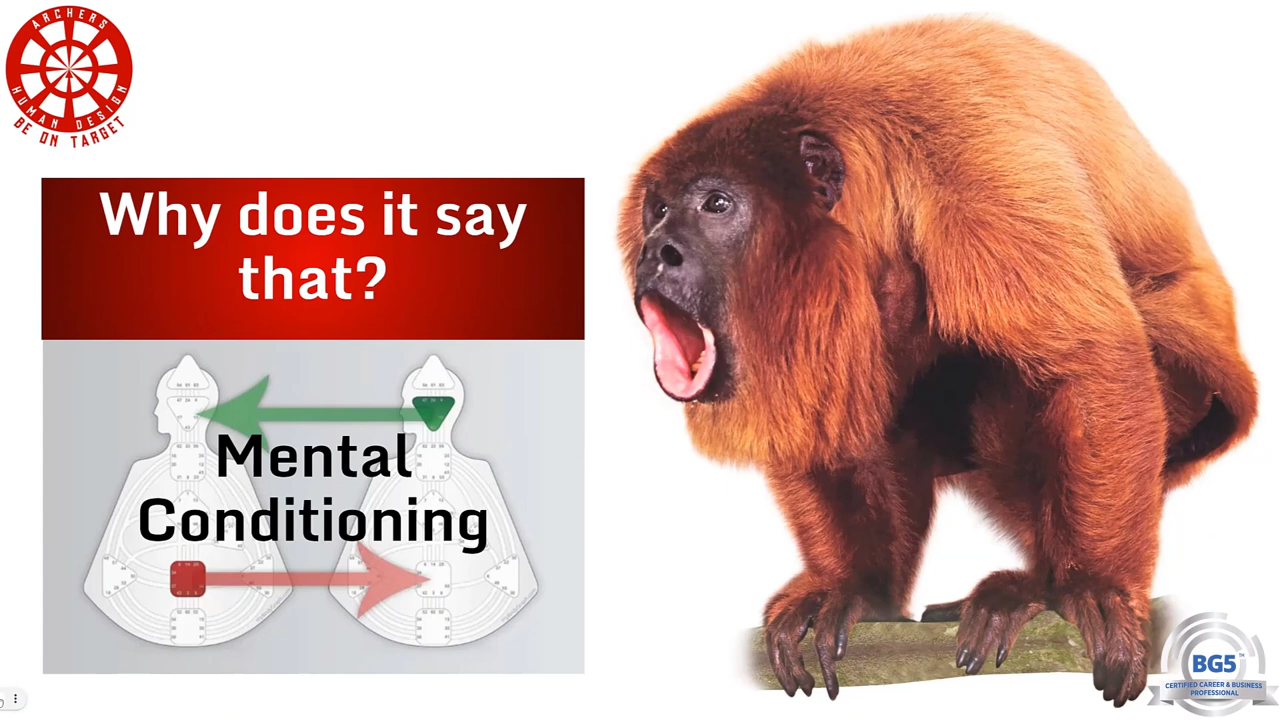 ARCHERS
HUMAN DESIGN
BE ON TARGET
Why does it say
that?
Mental
Conditioning
BG5
CERTIFIED CAREER & BUSINESS
PROFESSIONAL